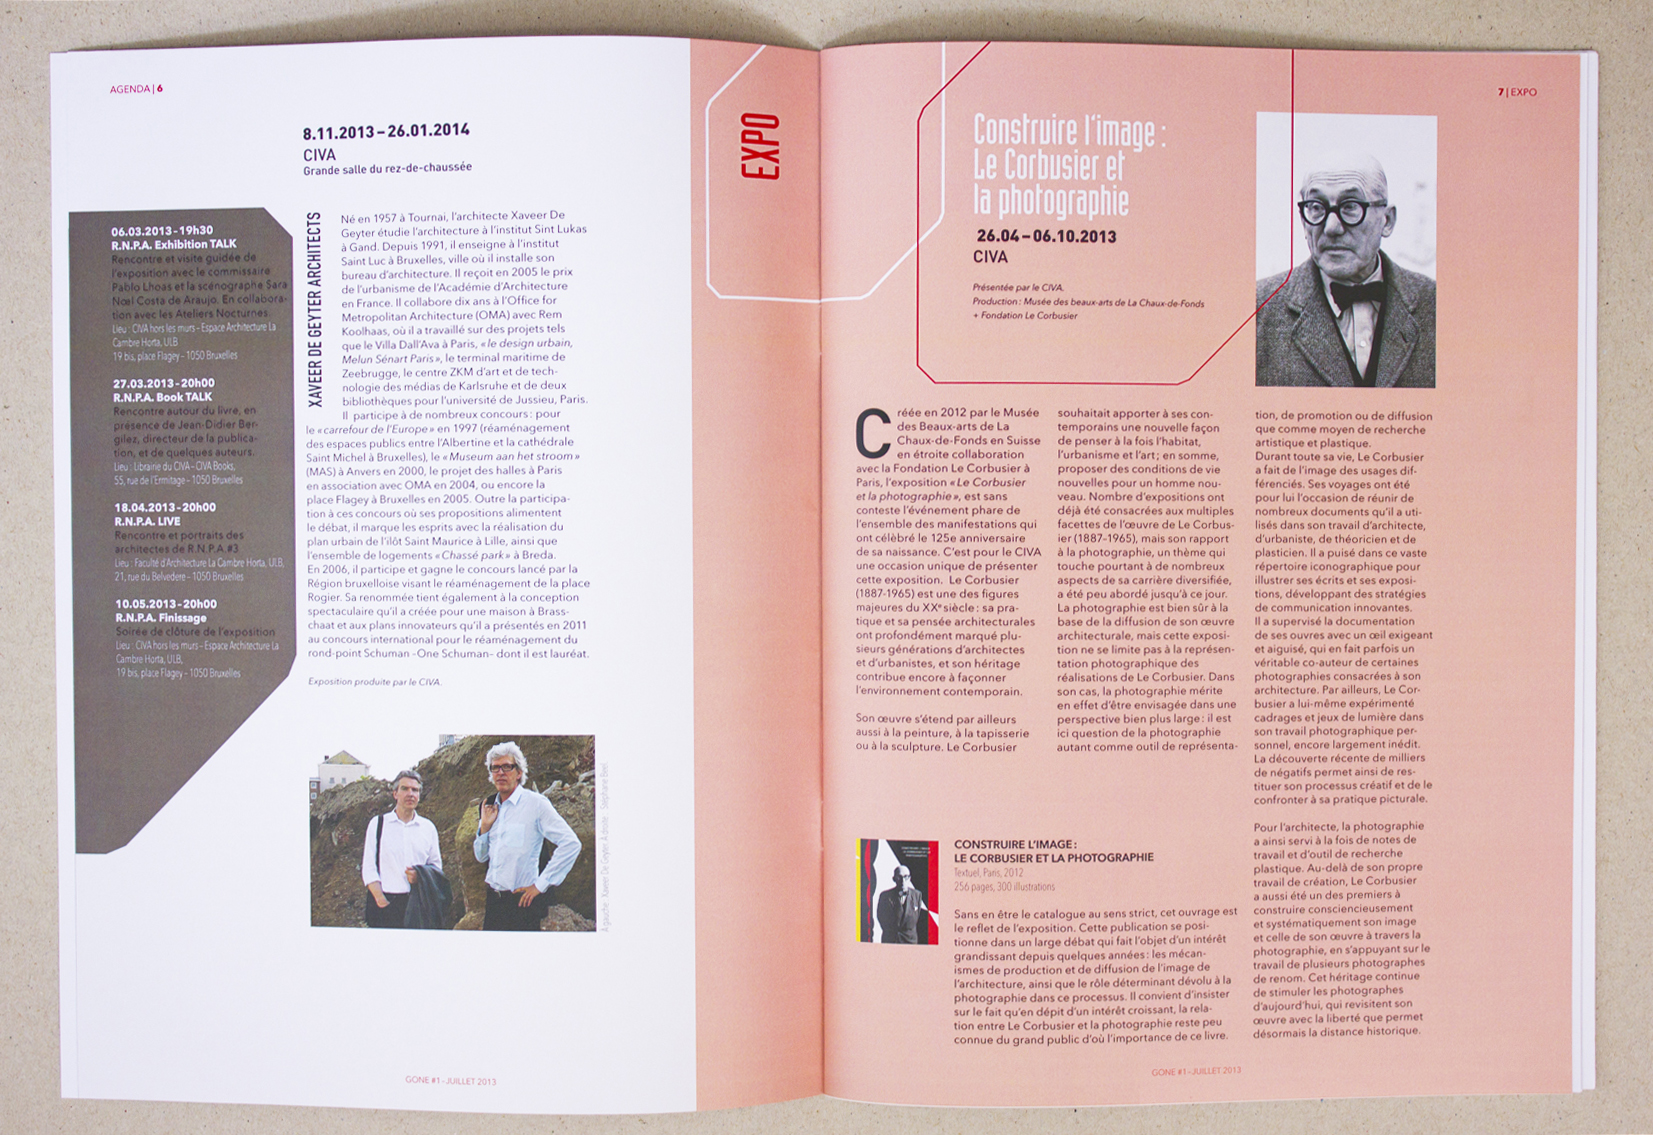 AGENDA | 6
8.11.2013 – 26.01.2014
CIVA
Grande salle du rez-de-chaussée
06.03.2013 - 19h30
R.N.P.A. Exhibition TALK
Rencontre et visite guidée de
l'exposition avec le commissaire
Pablo Lhoas et la scénographe Sara
Noel Costa de Araujo. En collabora-
tion avec les Ateliers Nocturnes.
Lieu : CIVA hors les murs - Espace Architecture La
Cambre Horta, ULB
19 bis, place Flagey - 1050 Bruxelles
27.03.2013 - 20h00
R.N.P.A. Book TALK
Rencontre autour du livre, en
présence de Jean-Didier Ber-
gilez, directeur de la publica-
tion, et de quelques auteurs.
Lieu : Librairie du CIVA - CIVA Books,
55, rue de l'Ermitage - 1050 Bruxelles
18.04.2013 - 20h00
R.N.P.A. LIVE
Rencontre et portraits des
architectes de R.N.P.A #3
Lieu : Faculté d'Architecture La Cambre Horta, ULB,
21, rue du Belvedere - 1050 Bruxelles
10.05.2013 - 20h00
R.N.P.A. Finissage
Soirée de clôture de l'exposition
Lieu : CIVA hors les murs - Espace Architecture La
Cambre Horta, ULB,
19 bis, place Flagey - 1050 Bruxelles
XAVEER DE GEYTER ARCHITECTS
Né en 1957 à Tournai, l'architecte Xaveer De
Geyter étudie l'architecture à l'institut Sint Lukas
à Gand. Depuis 1991, il enseigne à l'institut
Saint Luc à Bruxelles, ville où il installe son
bureau d'architecture. Il reçoit en 2005 le prix
de l'urbanisme de l'Académie d'Architecture
en France. Il collabore dix ans à l'Office for
Metropolitan Architecture (OMA) avec Rem
Koolhaas, où il a travaillé sur des projets tels
que le Villa Dall'Ava à Paris, « le design urbain,
Melun Sénart Paris », le terminal maritime de
Zeebrugge, le centre ZKM d'art et de tech-
nologie des médias de Karlsruhe et de deux
bibliothèques pour l'université de Jussieu, Paris.
Il participe à de nombreux concours : pour
le « carrefour de l'Europe » en 1997 (réaménagement
des espaces publics entre l'Albertine et la cathédrale
Saint Michel à Bruxelles), le « Museum aan het stroom »
(MAS) à Anvers en 2000, le projet des halles à Paris
en association avec OMA en 2004, ou encore la
place Flagey à Bruxelles en 2005. Outre la participa-
tion à ces concours où ses propositions alimentent
le débat, il marque les esprits avec la réalisation du
plan urbain de l'ilôt Saint Maurice à Lille, ainsi que
l'ensemble de logements « Chassé park » à Breda.
En 2006, il participe et gagne le concours lancé par la
Région bruxelloise visant le réaménagement de la place
Rogier. Sa renommée tient également à la conception
spectaculaire qu'il a créée pour une maison à Brass-
chaat et aux plans innovateurs qu'il a présentés en 2011
au concours international pour le réaménagement du
rond-point Schuman -One Schuman- dont il est lauréat.
Exposition produite par le CIVA.
A gauche : Xaveer De Geyter. A droite : Stéphane Beel.
GONE #1 - JUILLET 2013
EXPO
7 | EXPO
Construire l'image :
Le Corbusier et
la photographie
26.04 – 06.10.2013
CIVA
Présentée par le CIVA.
Production : Musée des beaux-arts de La Chaux-de-Fonds
+ Fondation Le Corbusier
Créée en 2012 par le Musée
des Beaux-arts de La
Chaux-de-Fonds en Suisse
en étroite collaboration
avec la Fondation Le Corbusier à
Paris, l'exposition « Le Corbusier
et la photographie », est sans
conteste l'événement phare de
l'ensemble des manifestations qui
ont célébré le 125e anniversaire
de sa naissance. C'est pour le CIVA
une occasion unique de présenter
cette exposition. Le Corbusier
(1887-1965) est une des figures
majeures du XXe siècle : sa pra-
tique et sa pensée architecturales
ont profondément marqué plu-
sieurs générations d'architectes
et d'urbanistes, et son héritage
contribue encore à façonner
l'environnement contemporain.
Son œuvre s'étend par ailleurs
aussi à la peinture, à la tapisserie
ou à la sculpture. Le Corbusier
souhaitait apporter à ses con-
temporains une nouvelle façon
de penser à la fois l'habitat,
l'urbanisme et l'art ; en somme,
proposer des conditions de vie
nouvelles pour un homme nou-
veau. Nombre d'expositions ont
déjà été consacrées aux multiples
facettes de l'œuvre de Le Corbus-
ier (1887-1965), mais son rapport
à la photographie, un thème qui
touche pourtant à de nombreux
aspects de sa carrière diversifiée,
a été peu abordé jusqu'à ce jour.
La photographie est bien sûr à la
base de la diffusion de son œuvre
architecturale, mais cette exposi-
tion ne se limite pas à la représen-
tation photographique des
réalisations de Le Corbusier. Dans
son cas, la photographie mérite
en effet d'être envisagée dans une
perspective bien plus large : il est
ici question de la photographie
autant comme outil de représenta-
tion, de promotion ou de diffusion
que comme moyen de recherche
artistique et plastique.
Durant toute sa vie, Le Corbusier
a fait de l'image des usages dif-
férenciés. Ses voyages ont été
pour lui l'occasion de réunir de
nombreux documents qu'il a uti-
lisés dans son travail d'architecte,
d'urbaniste, de théoricien et de
plasticien. Il a puisé dans ce vaste
répertoire iconographique pour
illustrer ses écrits et ses exposi-
tions, développant des stratégies
de communication innovantes.
Il a supervisé la documentation
de ses ouvres avec un œil exigeant
et aiguisé, qui en fait parfois un
véritable co-auteur de certaines
photographies consacrées à son
architecture. Par ailleurs, Le Cor-
busier a lui-même expérimenté
cadrages et jeux de lumière dans
son travail photographique per-
sonnel, encore largement inédit.
La découverte récente de milliers
de négatifs permet ainsi de res-
tituer son processus créatif et de le
confronter à sa pratique picturale.
Pour l'architecte, la photographie
a ainsi servi à la fois de notes de
travail et d'outil de recherche
plastique. Au-delà de son propre
travail de création, Le Corbusier
a aussi été un des premiers à
construire consciencieusement
et systématiquement son image
et celle de son œuvre à travers la
photographie, en s'appuyant sur le
travail de plusieurs photographes
de renom. Cet héritage continue
de stimuler les photographes
d'aujourd'hui, qui revisitent son
œuvre avec la liberté que permet
désormais la distance historique.
CONSTRUIRE L'IMAGE :
LE CORBUSIER ET LA PHOTOGRAPHIE
Textuel, Paris, 2012
256 pages, 300 illustrations
Sans en être le catalogue au sens strict, cet ouvrage est
le reflet de l'exposition. Cette publication se posi-
tionne dans un large débat qui fait l'objet d'un intérêt
grandissant depuis quelques années : les mécan-
ismes de production et de diffusion de l'image de
l'architecture, ainsi que le rôle déterminant dévolu à la
photographie dans ce processus. Il convient d'insister
sur le fait qu'en dépit d'un intérêt croissant, la rela-
tion entre Le Corbusier et la photographie reste peu
connue du grand public d'où l'importance de ce livre.
GONE #1 - JUILLET 2013